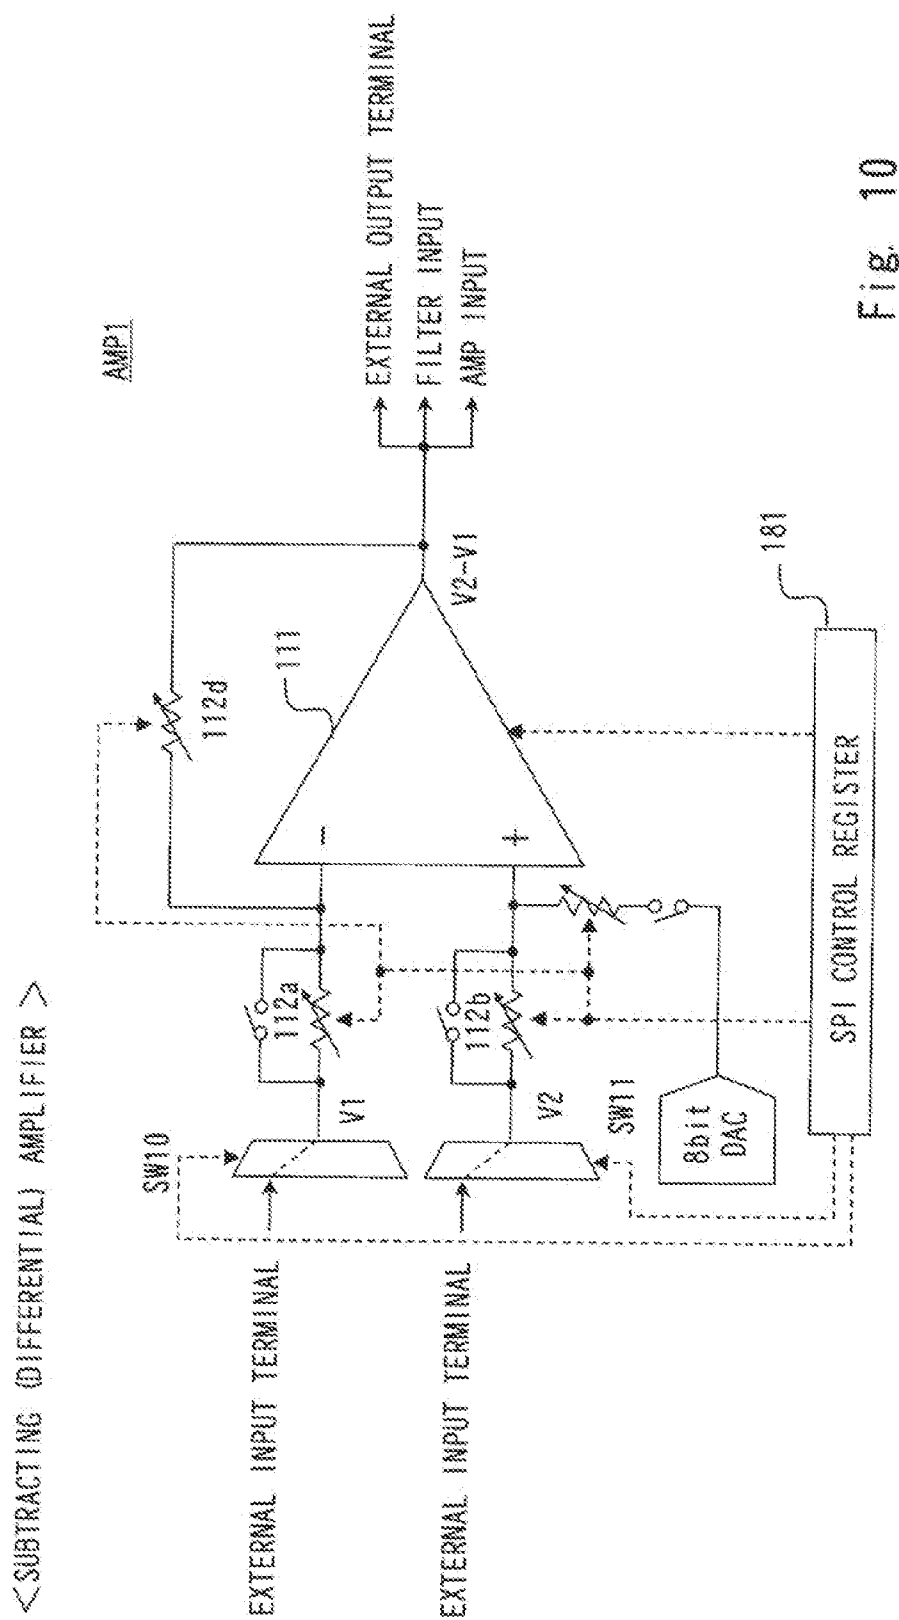 <SUBTRACTING (DIFFERENTIAL) AMPLIFIER >
AMP1
SW10
EXTERNAL INPUT TERMINAL
V1
112a
112d
111
−
+
V2-V1
EXTERNAL OUTPUT TERMINAL
FILTER INPUT
AMP INPUT
EXTERNAL INPUT TERMINAL
V2
112b
SW11
8bit
DAC
181
SPI CONTROL REGISTER
Fig. 10